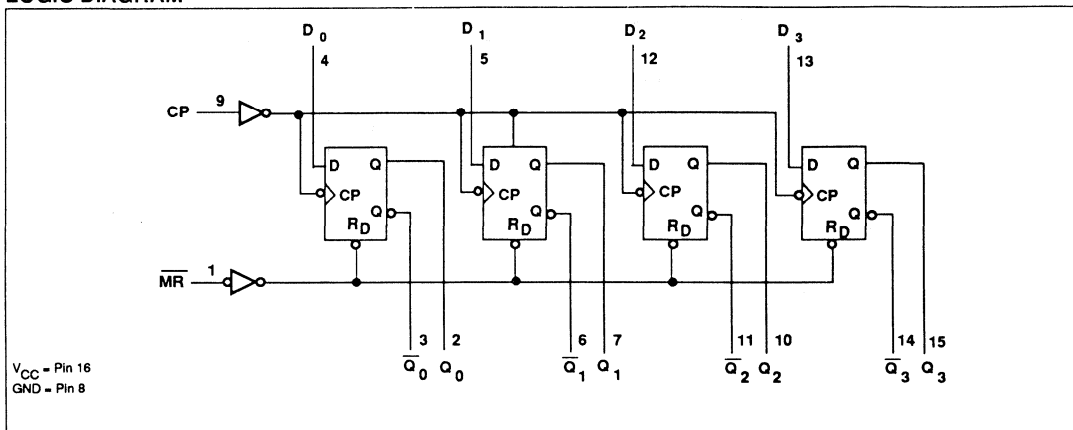 LOGIC DIAGRAM
D0 D1 D2 D3
4 5 12 13
CP 9
D Q D Q D Q D Q
CP CP CP CP
Q Q Q Q
RD RD RD RD
MR 1
3 2 6 7 11 10 14 15
Q0 Q0 Q1 Q1 Q2 Q2 Q3 Q3
VCC = Pin 16
GND = Pin 8